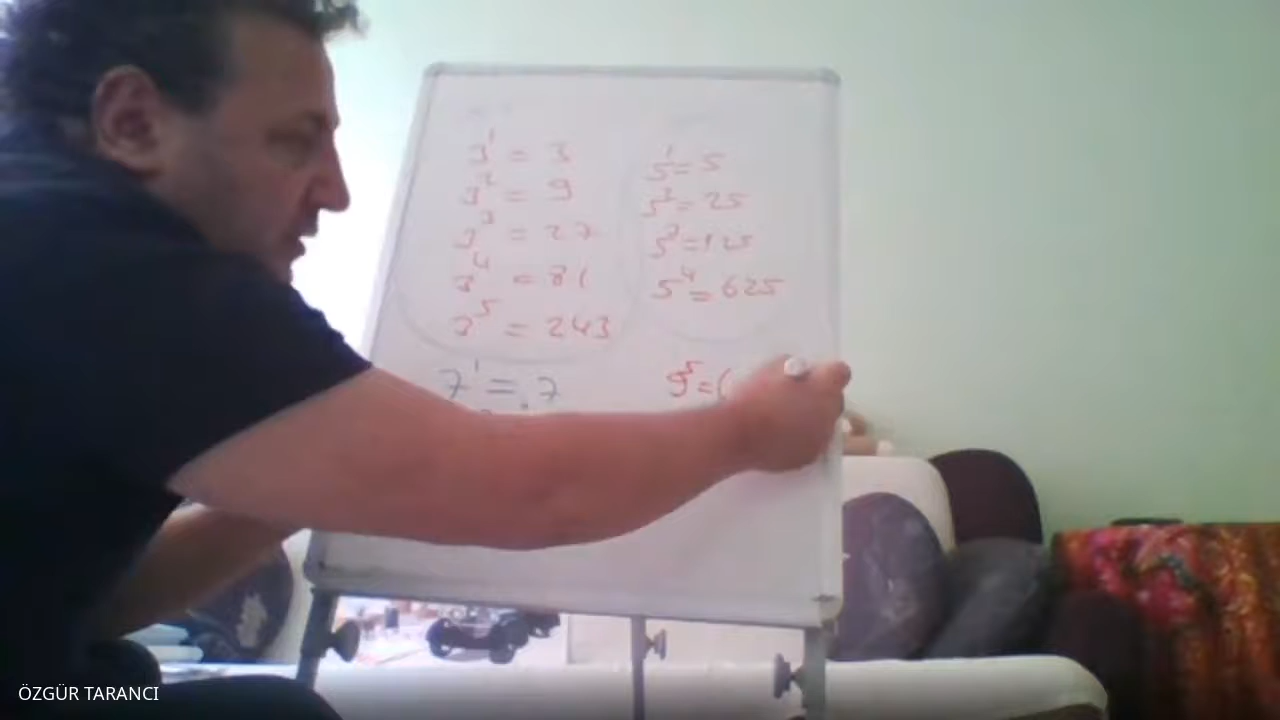 3¹ = 3
3² = 9
3³ = 27
3⁴ = 81
3⁵ = 243
5¹ = 5
5² = 25
5³ = 125
5⁴ = 625
7¹ = 7
9⁵ = (
ÖZGÜR TARANCI